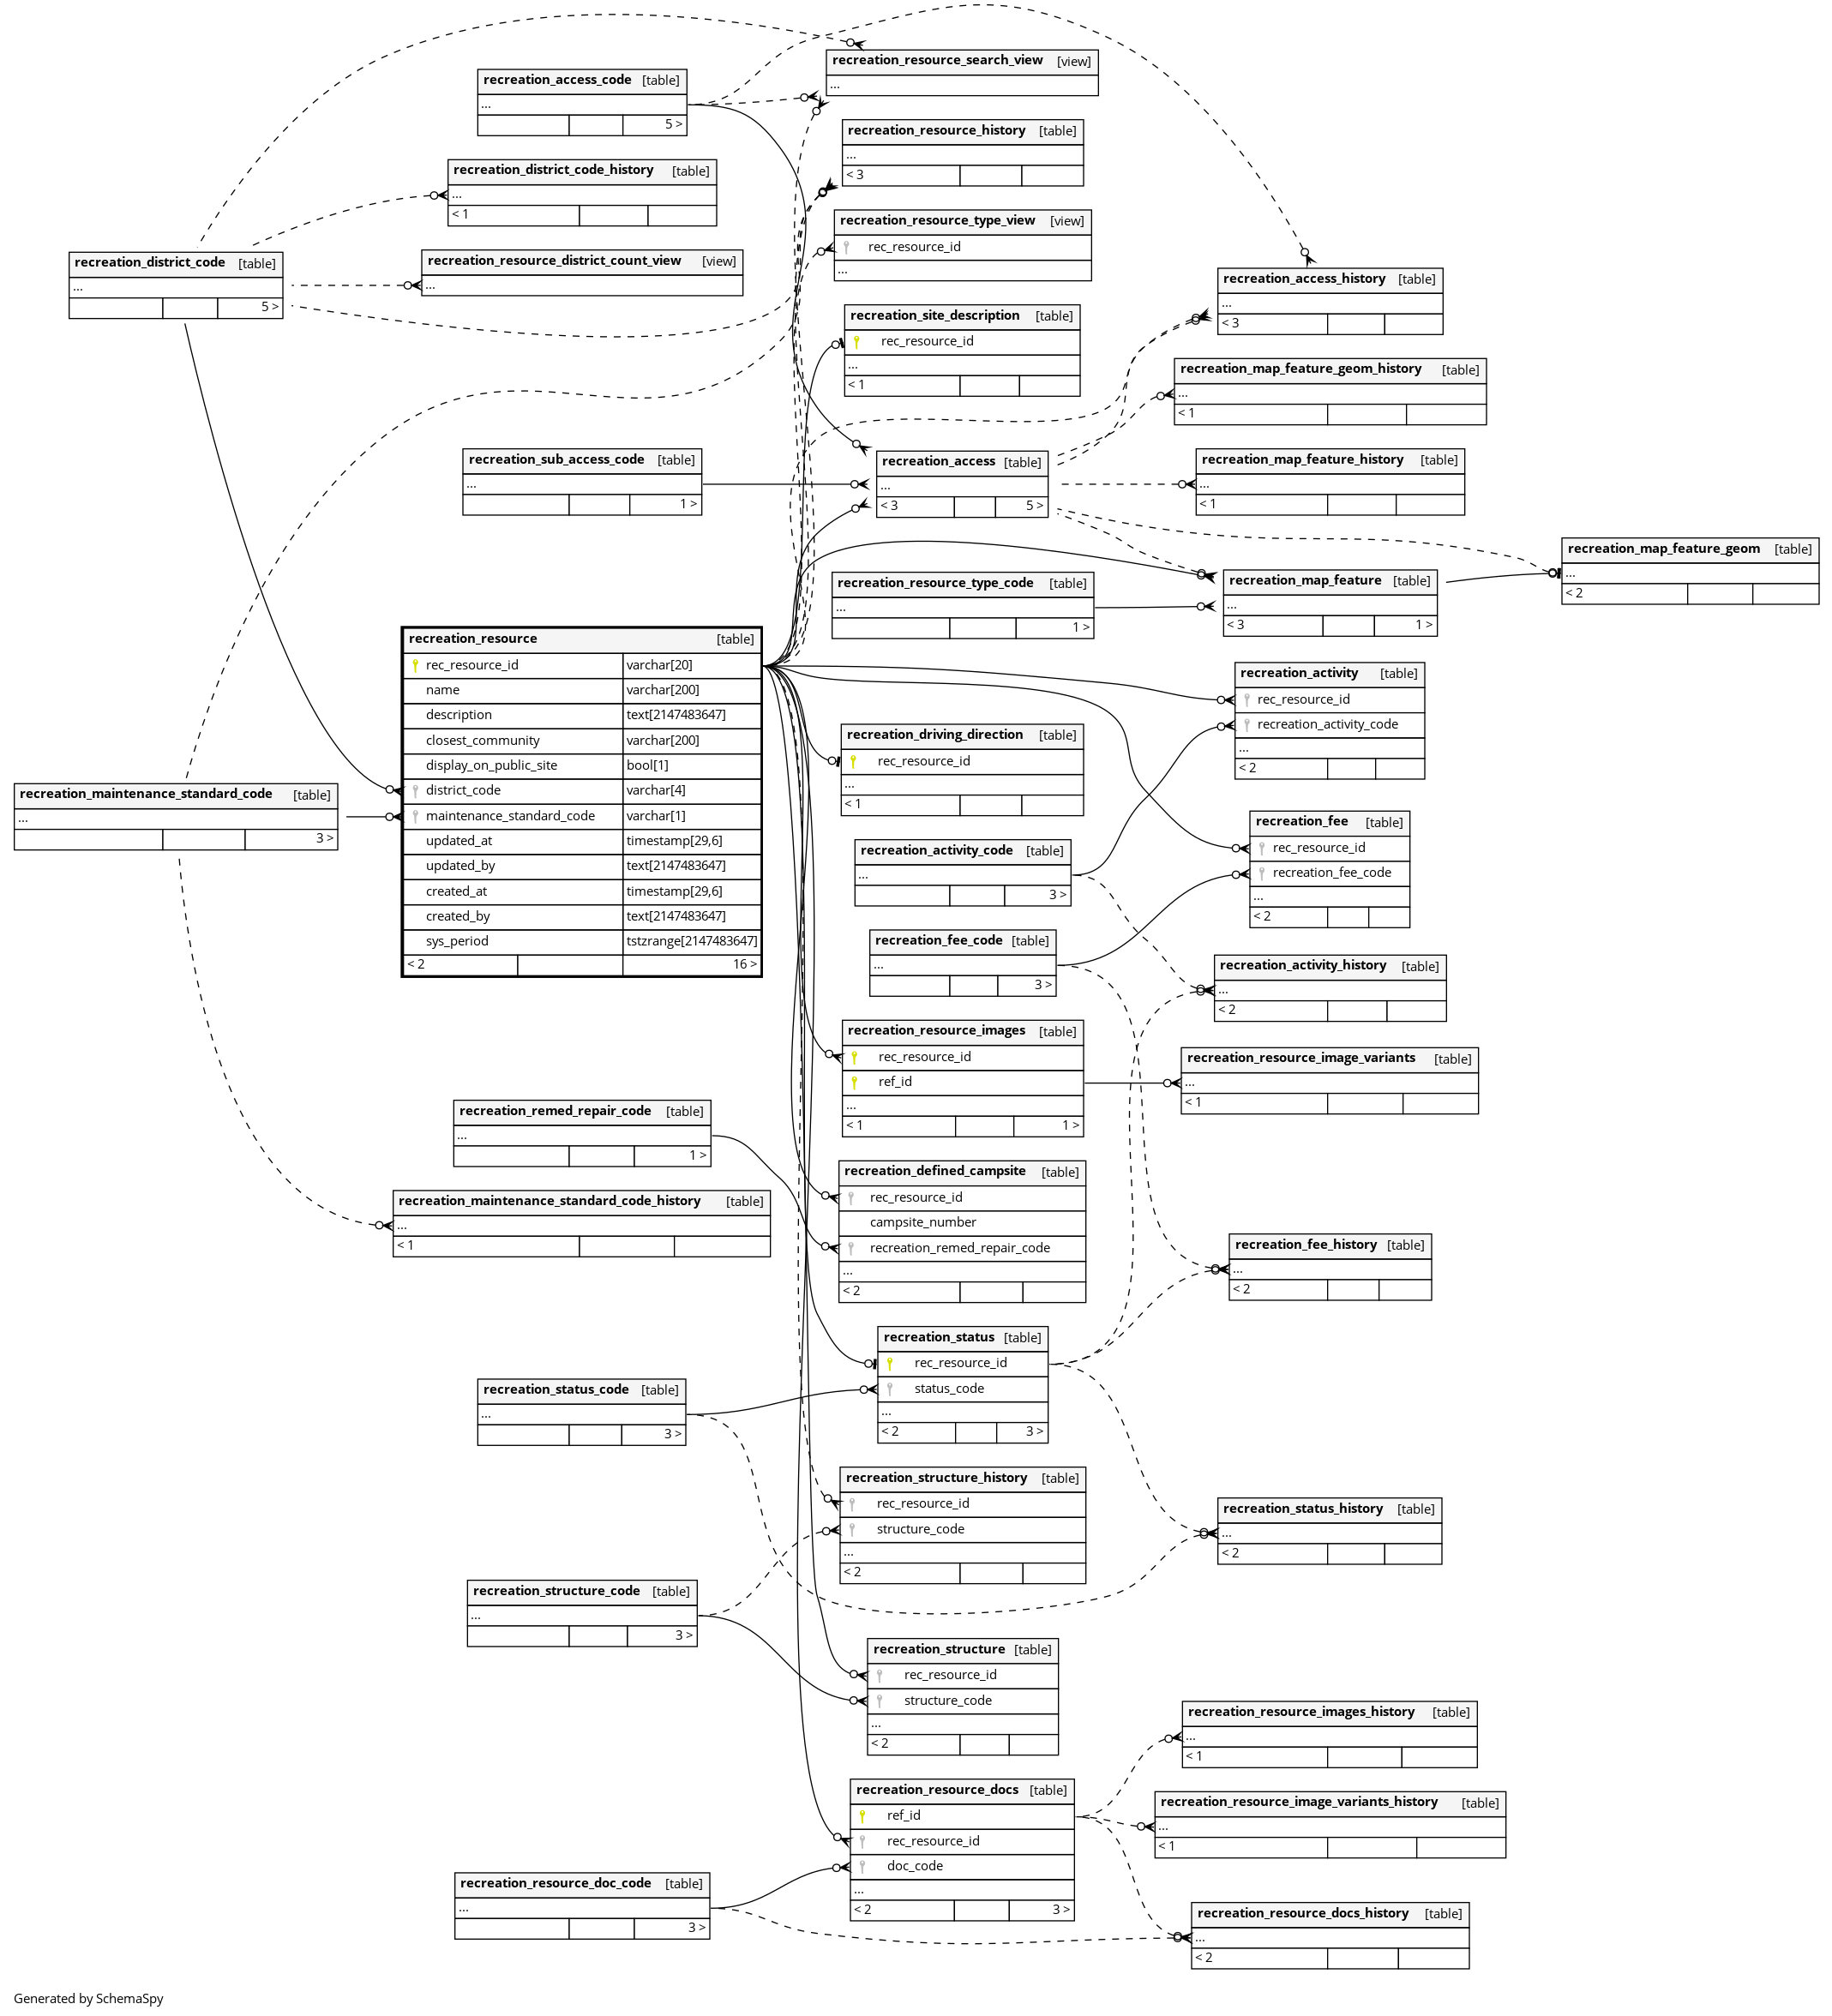 recreation_resource_search_view [view]
...
recreation_access_code [table]
...
5 >
recreation_resource_history [table]
...
< 3
recreation_district_code_history [table]
...
< 1
recreation_resource_type_view [view]
rec_resource_id
...
recreation_district_code [table]
...
5 >
recreation_resource_district_count_view [view]
...
recreation_access_history [table]
...
< 3
recreation_site_description [table]
rec_resource_id
...
< 1
recreation_map_feature_geom_history [table]
...
< 1
recreation_sub_access_code [table]
...
1 >
recreation_access [table]
...
< 3 5 >
recreation_map_feature_history [table]
...
< 1
recreation_map_feature_geom [table]
...
< 2
recreation_resource_type_code [table]
...
1 >
recreation_map_feature [table]
...
< 3 1 >
recreation_resource [table]
rec_resource_id varchar[20]
name varchar[200]
description text[2147483647]
closest_community varchar[200]
display_on_public_site bool[1]
district_code varchar[4]
maintenance_standard_code varchar[1]
updated_at timestamp[29,6]
updated_by text[2147483647]
created_at timestamp[29,6]
created_by text[2147483647]
sys_period tstzrange[2147483647]
< 2 16 >
recreation_activity [table]
rec_resource_id
recreation_activity_code
...
< 2
recreation_driving_direction [table]
rec_resource_id
...
< 1
recreation_maintenance_standard_code [table]
...
3 >
recreation_fee [table]
rec_resource_id
recreation_fee_code
...
< 2
recreation_activity_code [table]
...
3 >
recreation_fee_code [table]
...
3 >
recreation_activity_history [table]
...
< 2
recreation_resource_images [table]
rec_resource_id
ref_id
...
< 1 1 >
recreation_resource_image_variants [table]
...
< 1
recreation_remed_repair_code [table]
...
1 >
recreation_defined_campsite [table]
rec_resource_id
campsite_number
recreation_remed_repair_code
...
< 2
recreation_maintenance_standard_code_history [table]
...
< 1
recreation_fee_history [table]
...
< 2
recreation_status [table]
rec_resource_id
status_code
...
< 2 3 >
recreation_status_code [table]
...
3 >
recreation_structure_history [table]
rec_resource_id
structure_code
...
< 2
recreation_status_history [table]
...
< 2
recreation_structure_code [table]
...
3 >
recreation_structure [table]
rec_resource_id
structure_code
...
< 2
recreation_resource_images_history [table]
...
< 1
recreation_resource_docs [table]
ref_id
rec_resource_id
doc_code
...
< 2 3 >
recreation_resource_image_variants_history [table]
...
< 1
recreation_resource_doc_code [table]
...
3 >
recreation_resource_docs_history [table]
...
< 2
Generated by SchemaSpy